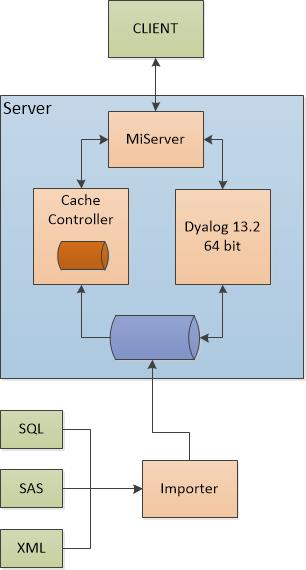 CLIENT
Server
MiServer
Cache
Controller
Dyalog 13.2
64 bit
SQL
SAS
XML
Importer